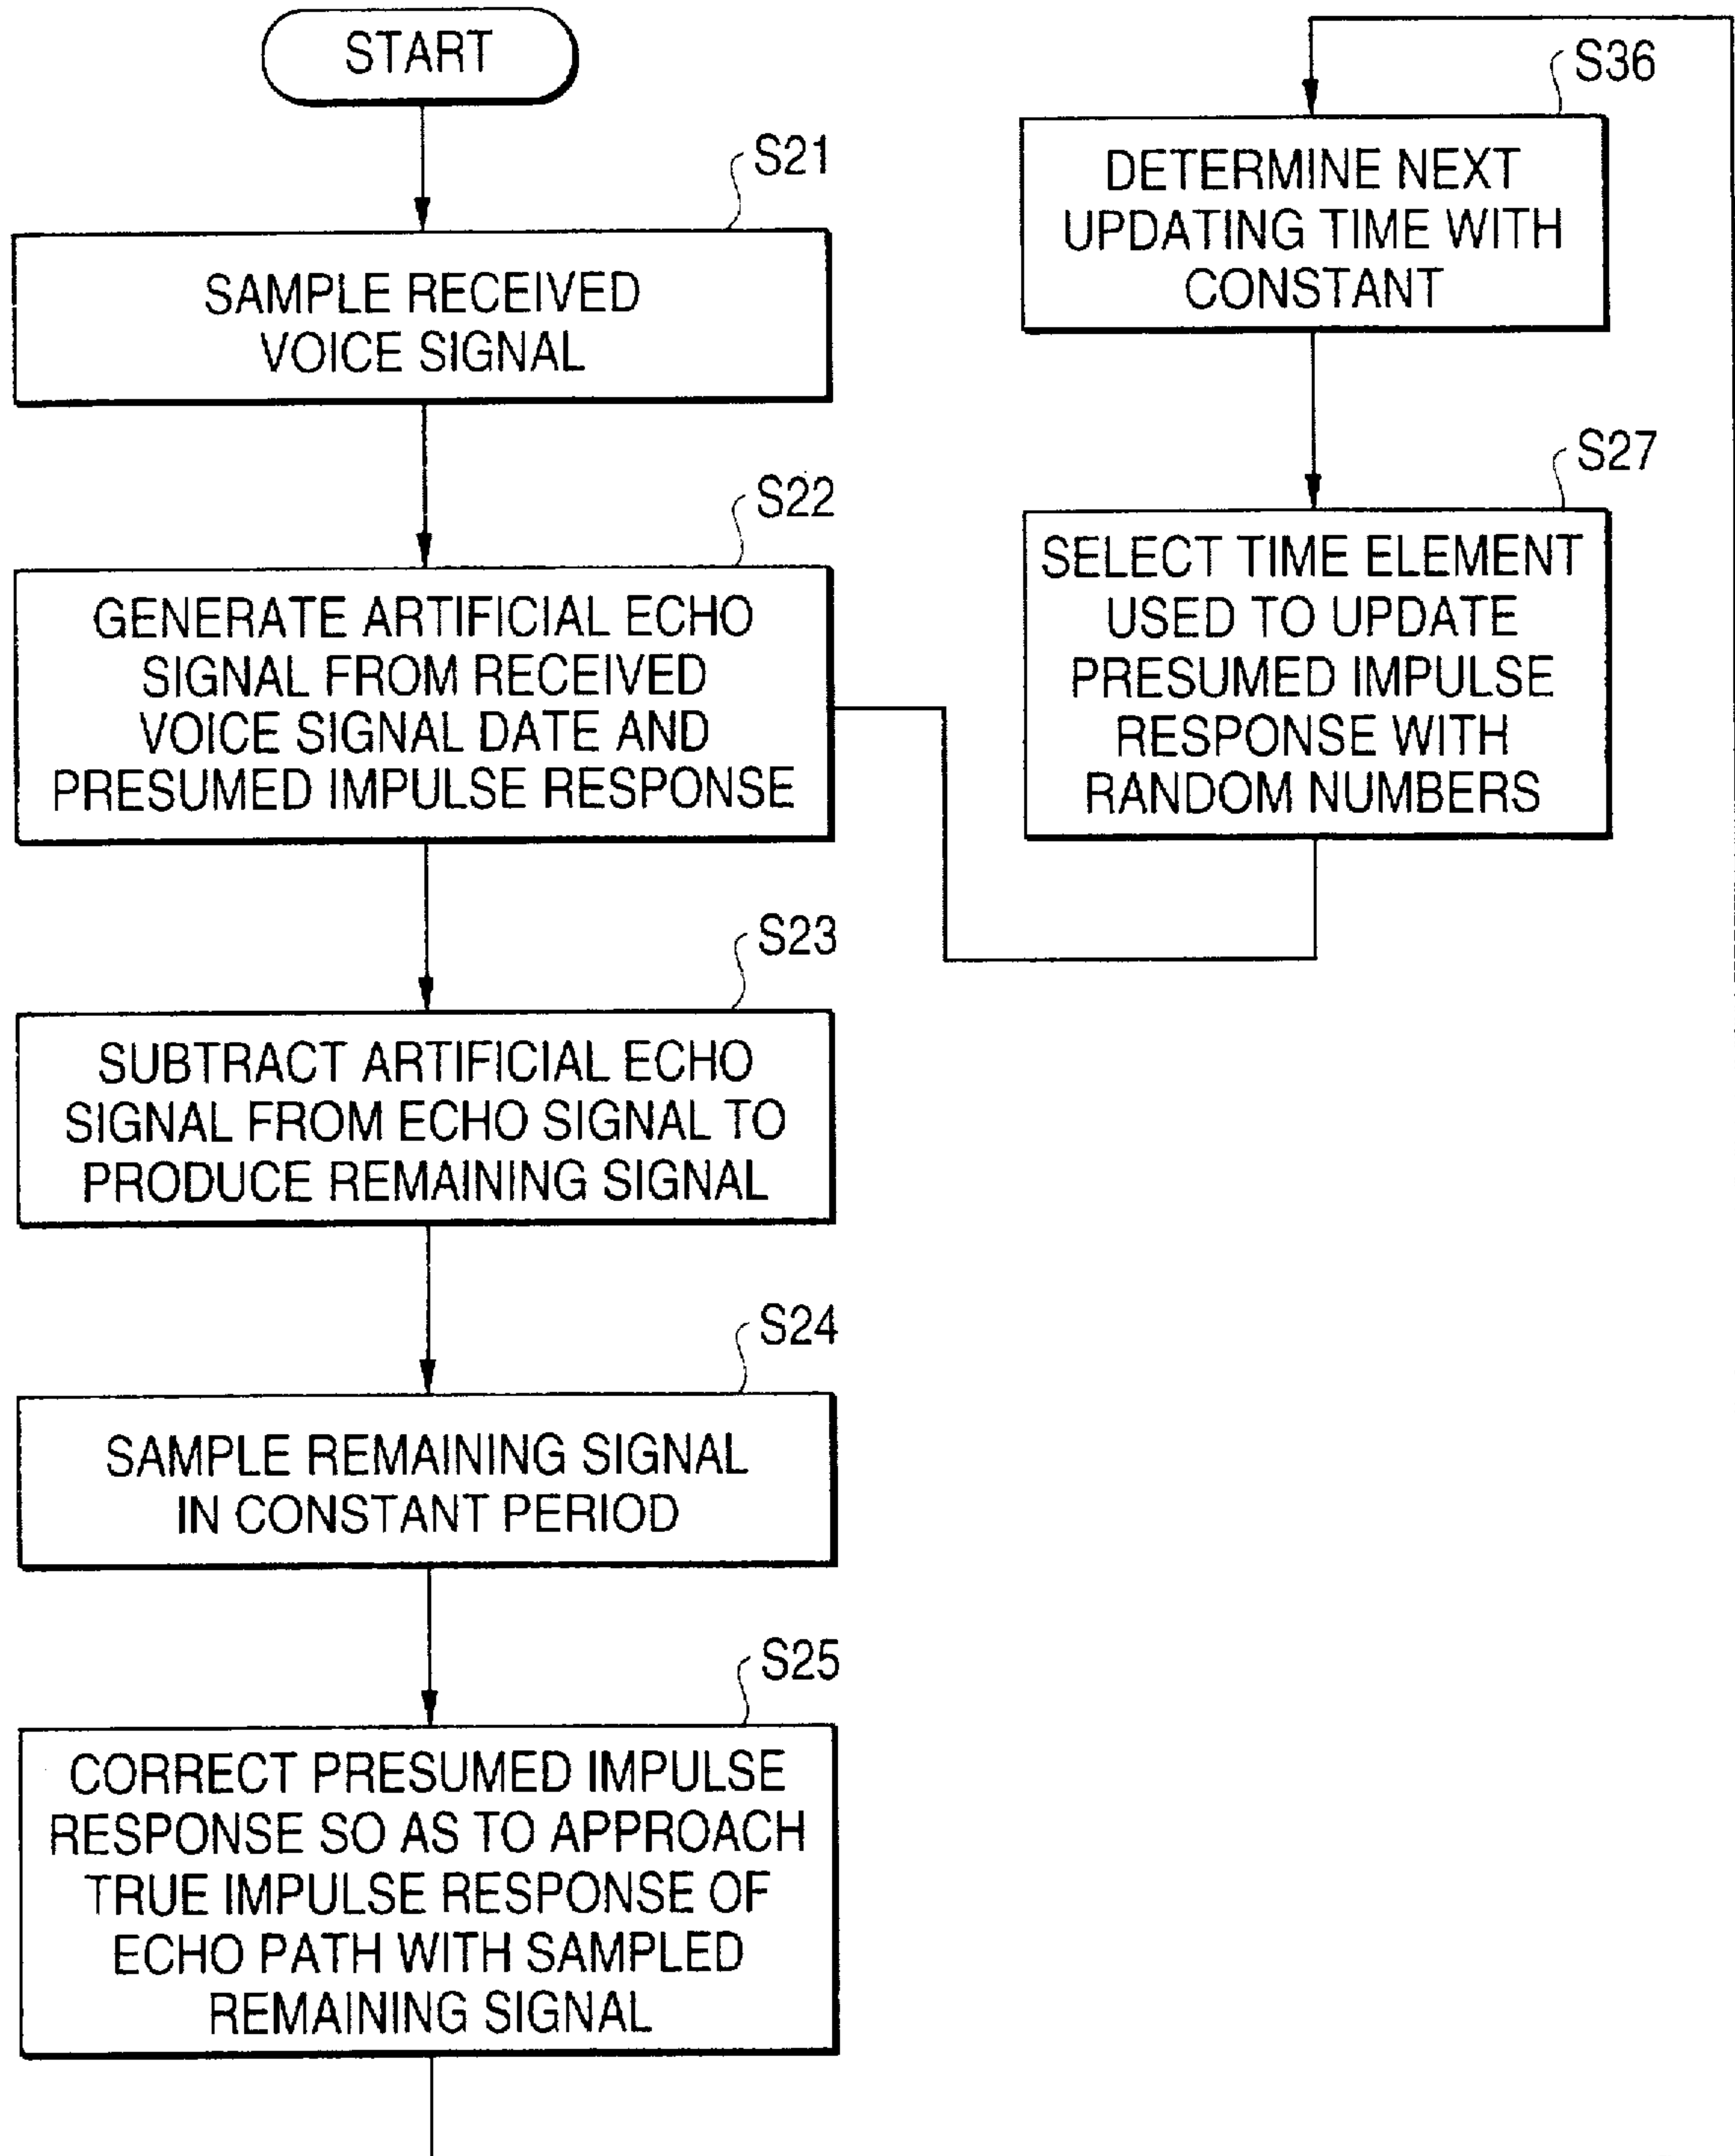 START
S21
SAMPLE RECEIVED
VOICE SIGNAL
S22
GENERATE ARTIFICIAL ECHO
SIGNAL FROM RECEIVED
VOICE SIGNAL DATE AND
PRESUMED IMPULSE RESPONSE
S23
SUBTRACT ARTIFICIAL ECHO
SIGNAL FROM ECHO SIGNAL TO
PRODUCE REMAINING SIGNAL
S24
SAMPLE REMAINING SIGNAL
IN CONSTANT PERIOD
S25
CORRECT PRESUMED IMPULSE
RESPONSE SO AS TO APPROACH
TRUE IMPULSE RESPONSE OF
ECHO PATH WITH SAMPLED
REMAINING SIGNAL
S36
DETERMINE NEXT
UPDATING TIME WITH
CONSTANT
S27
SELECT TIME ELEMENT
USED TO UPDATE
PRESUMED IMPULSE
RESPONSE WITH
RANDOM NUMBERS